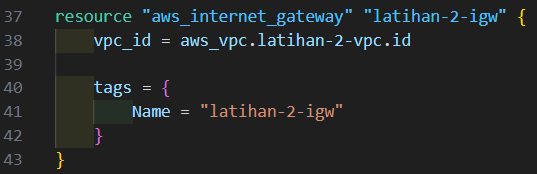 37 resource "aws_internet_gateway" "latihan-2-igw" {
38     vpc_id = aws_vpc.latihan-2-vpc.id
39
40     tags = {
41         Name = "latihan-2-igw"
42     }
43 }